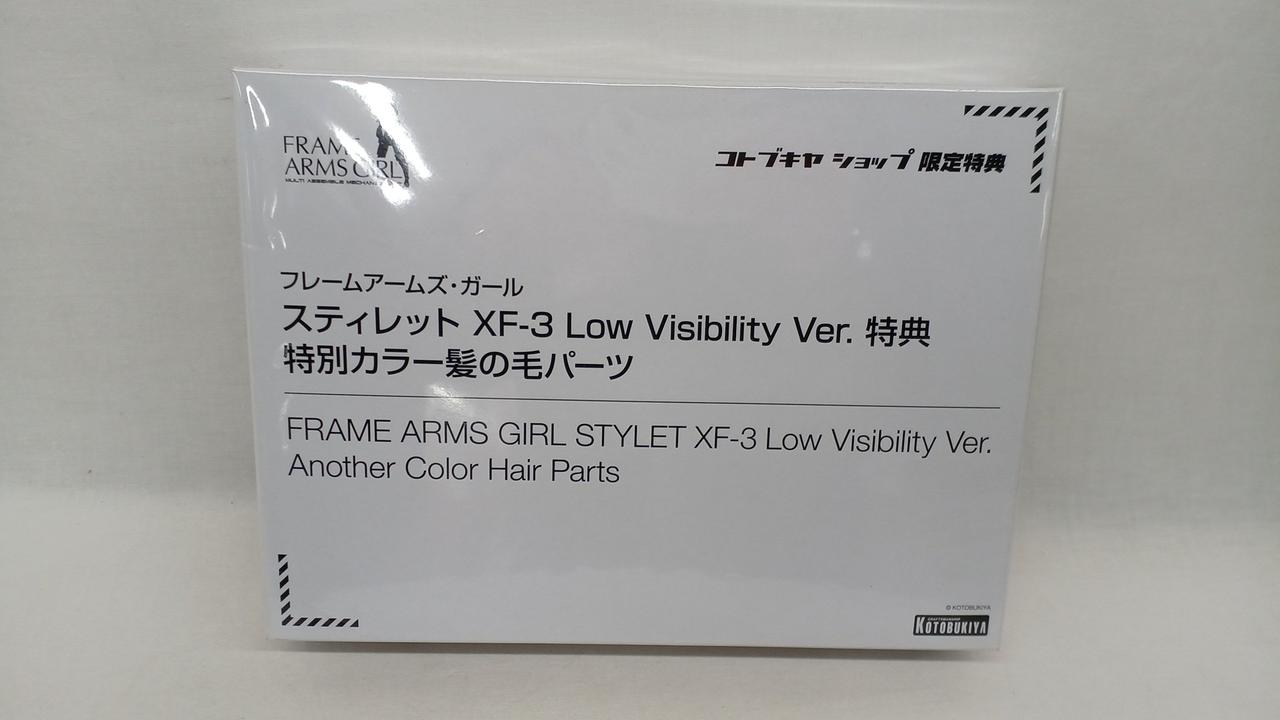 FRAME
ARMS GIRL
コトブキヤ ショップ 限定特典
フレームアームズ・ガール
スティレット XF-3 Low Visibility Ver. 特典
特別カラー髪の毛パーツ
FRAME ARMS GIRL STYLET XF-3 Low Visibility Ver.
Another Color Hair Parts
© KOTOBUKIYA
KOTOBUKIYA